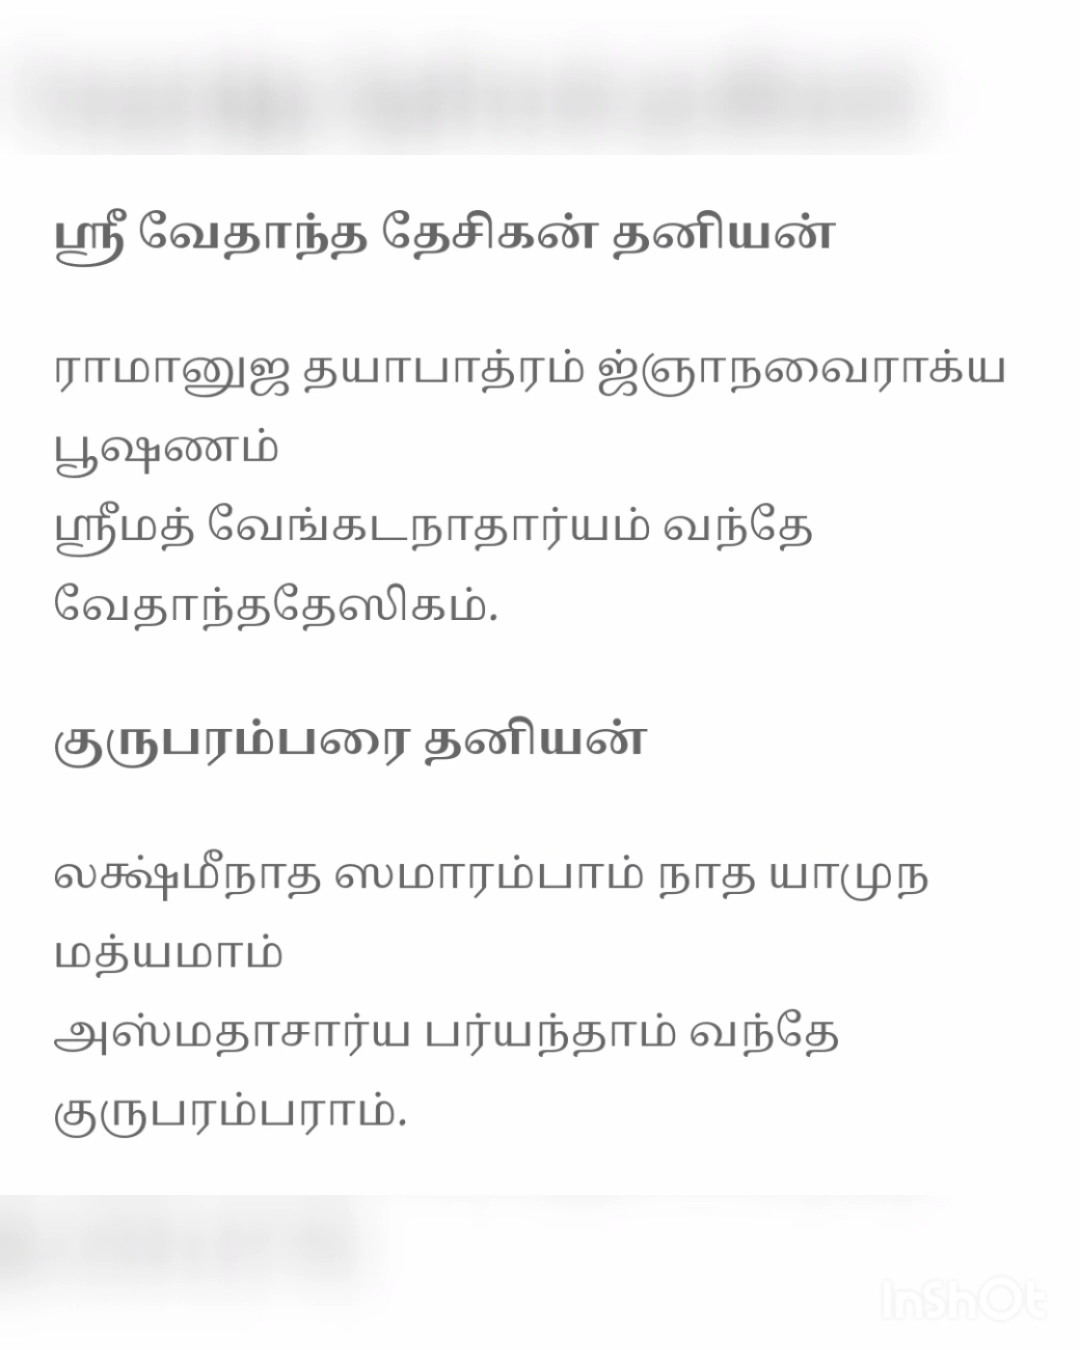 ஸ்ரீ வேதாந்த தேசிகன் தனியன்
ராமானுஜ தயாபாத்ரம் ஜ்ஞாநவைராக்ய
பூஷணம்
ஸ்ரீமத் வேங்கடநாதார்யம் வந்தே
வேதாந்ததேஸிகம்.
குருபரம்பரை தனியன்
லக்ஷ்மீநாத ஸமாரம்பாம் நாத யாமுந
மத்யமாம்
அஸ்மதாசார்ய பர்யந்தாம் வந்தே
குருபரம்பராம்.
InShOt